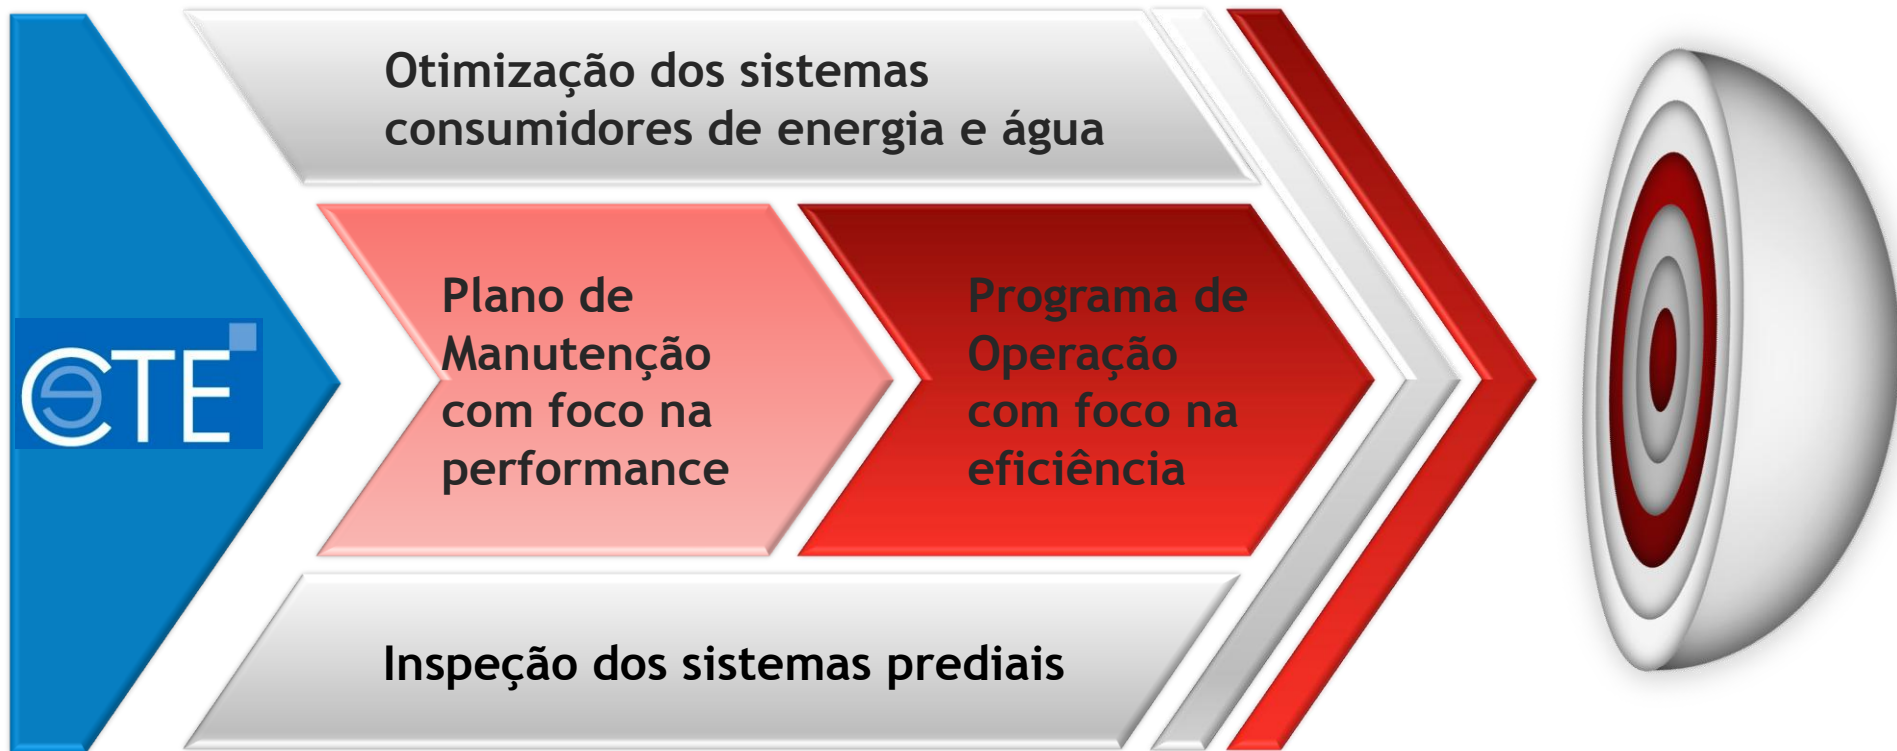 Otimização dos sistemas
consumidores de energia e água
CTE
Plano de
Manutenção
com foco na
performance
Programa de
Operação
com foco na
eficiência
Inspeção dos sistemas prediais